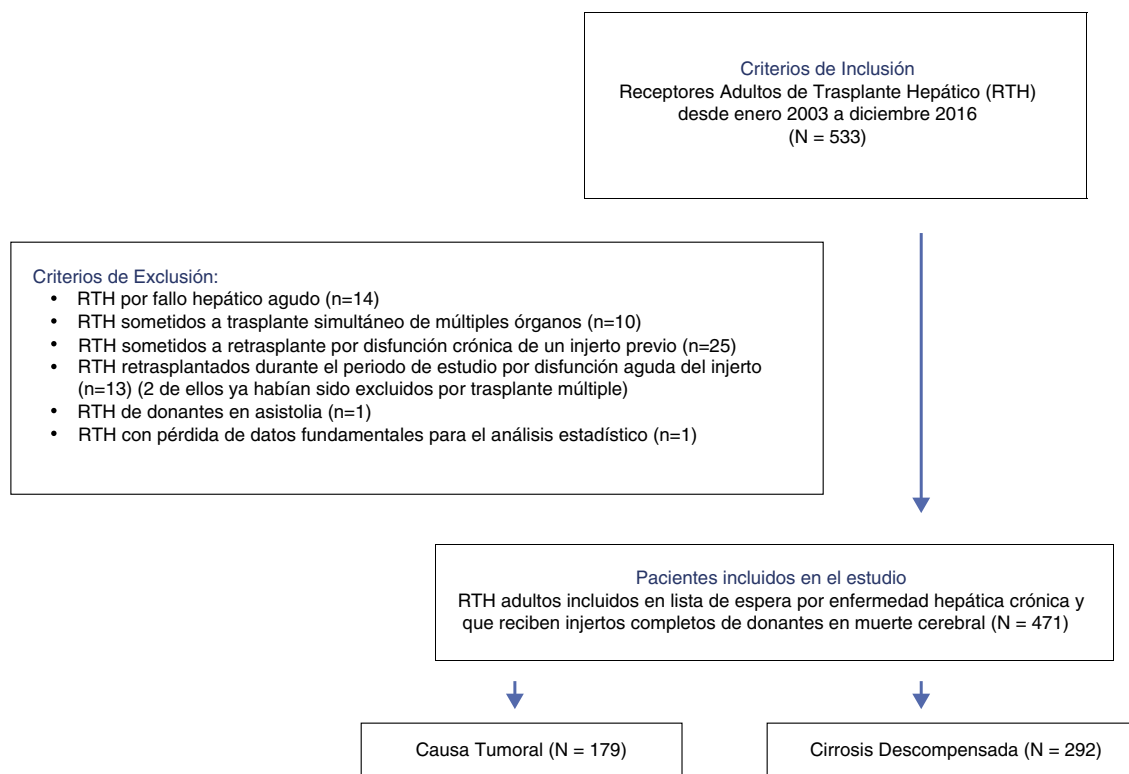 Criterios de Inclusión
Receptores Adultos de Trasplante Hepático (RTH)
desde enero 2003 a diciembre 2016
(N = 533)
Criterios de Exclusión:
• RTH por fallo hepático agudo (n=14)
• RTH sometidos a trasplante simultáneo de múltiples órganos (n=10)
• RTH sometidos a retrasplante por disfunción crónica de un injerto previo (n=25)
• RTH retrasplantados durante el periodo de estudio por disfunción aguda del injerto
(n=13) (2 de ellos ya habían sido excluidos por trasplante múltiple)
• RTH de donantes en asistolia (n=1)
• RTH con pérdida de datos fundamentales para el análisis estadístico (n=1)
Pacientes incluidos en el estudio
RTH adultos incluidos en lista de espera por enfermedad hepática crónica y
que reciben injertos completos de donantes en muerte cerebral (N = 471)
Causa Tumoral (N = 179)
Cirrosis Descompensada (N = 292)